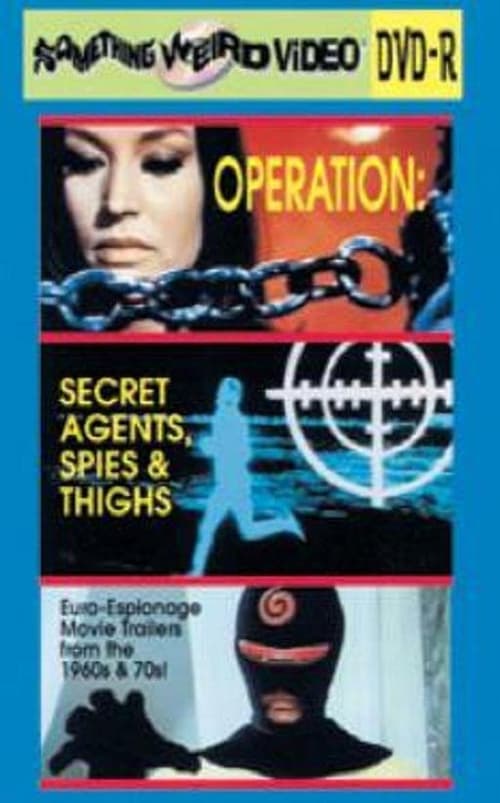 SOMETHING WEIRD VIDEO DVD-R
OPERATION:
SECRET
AGENTS,
SPIES &
THIGHS
Euro-Espionage
Movie Trailers
from the
1960s & 70s!